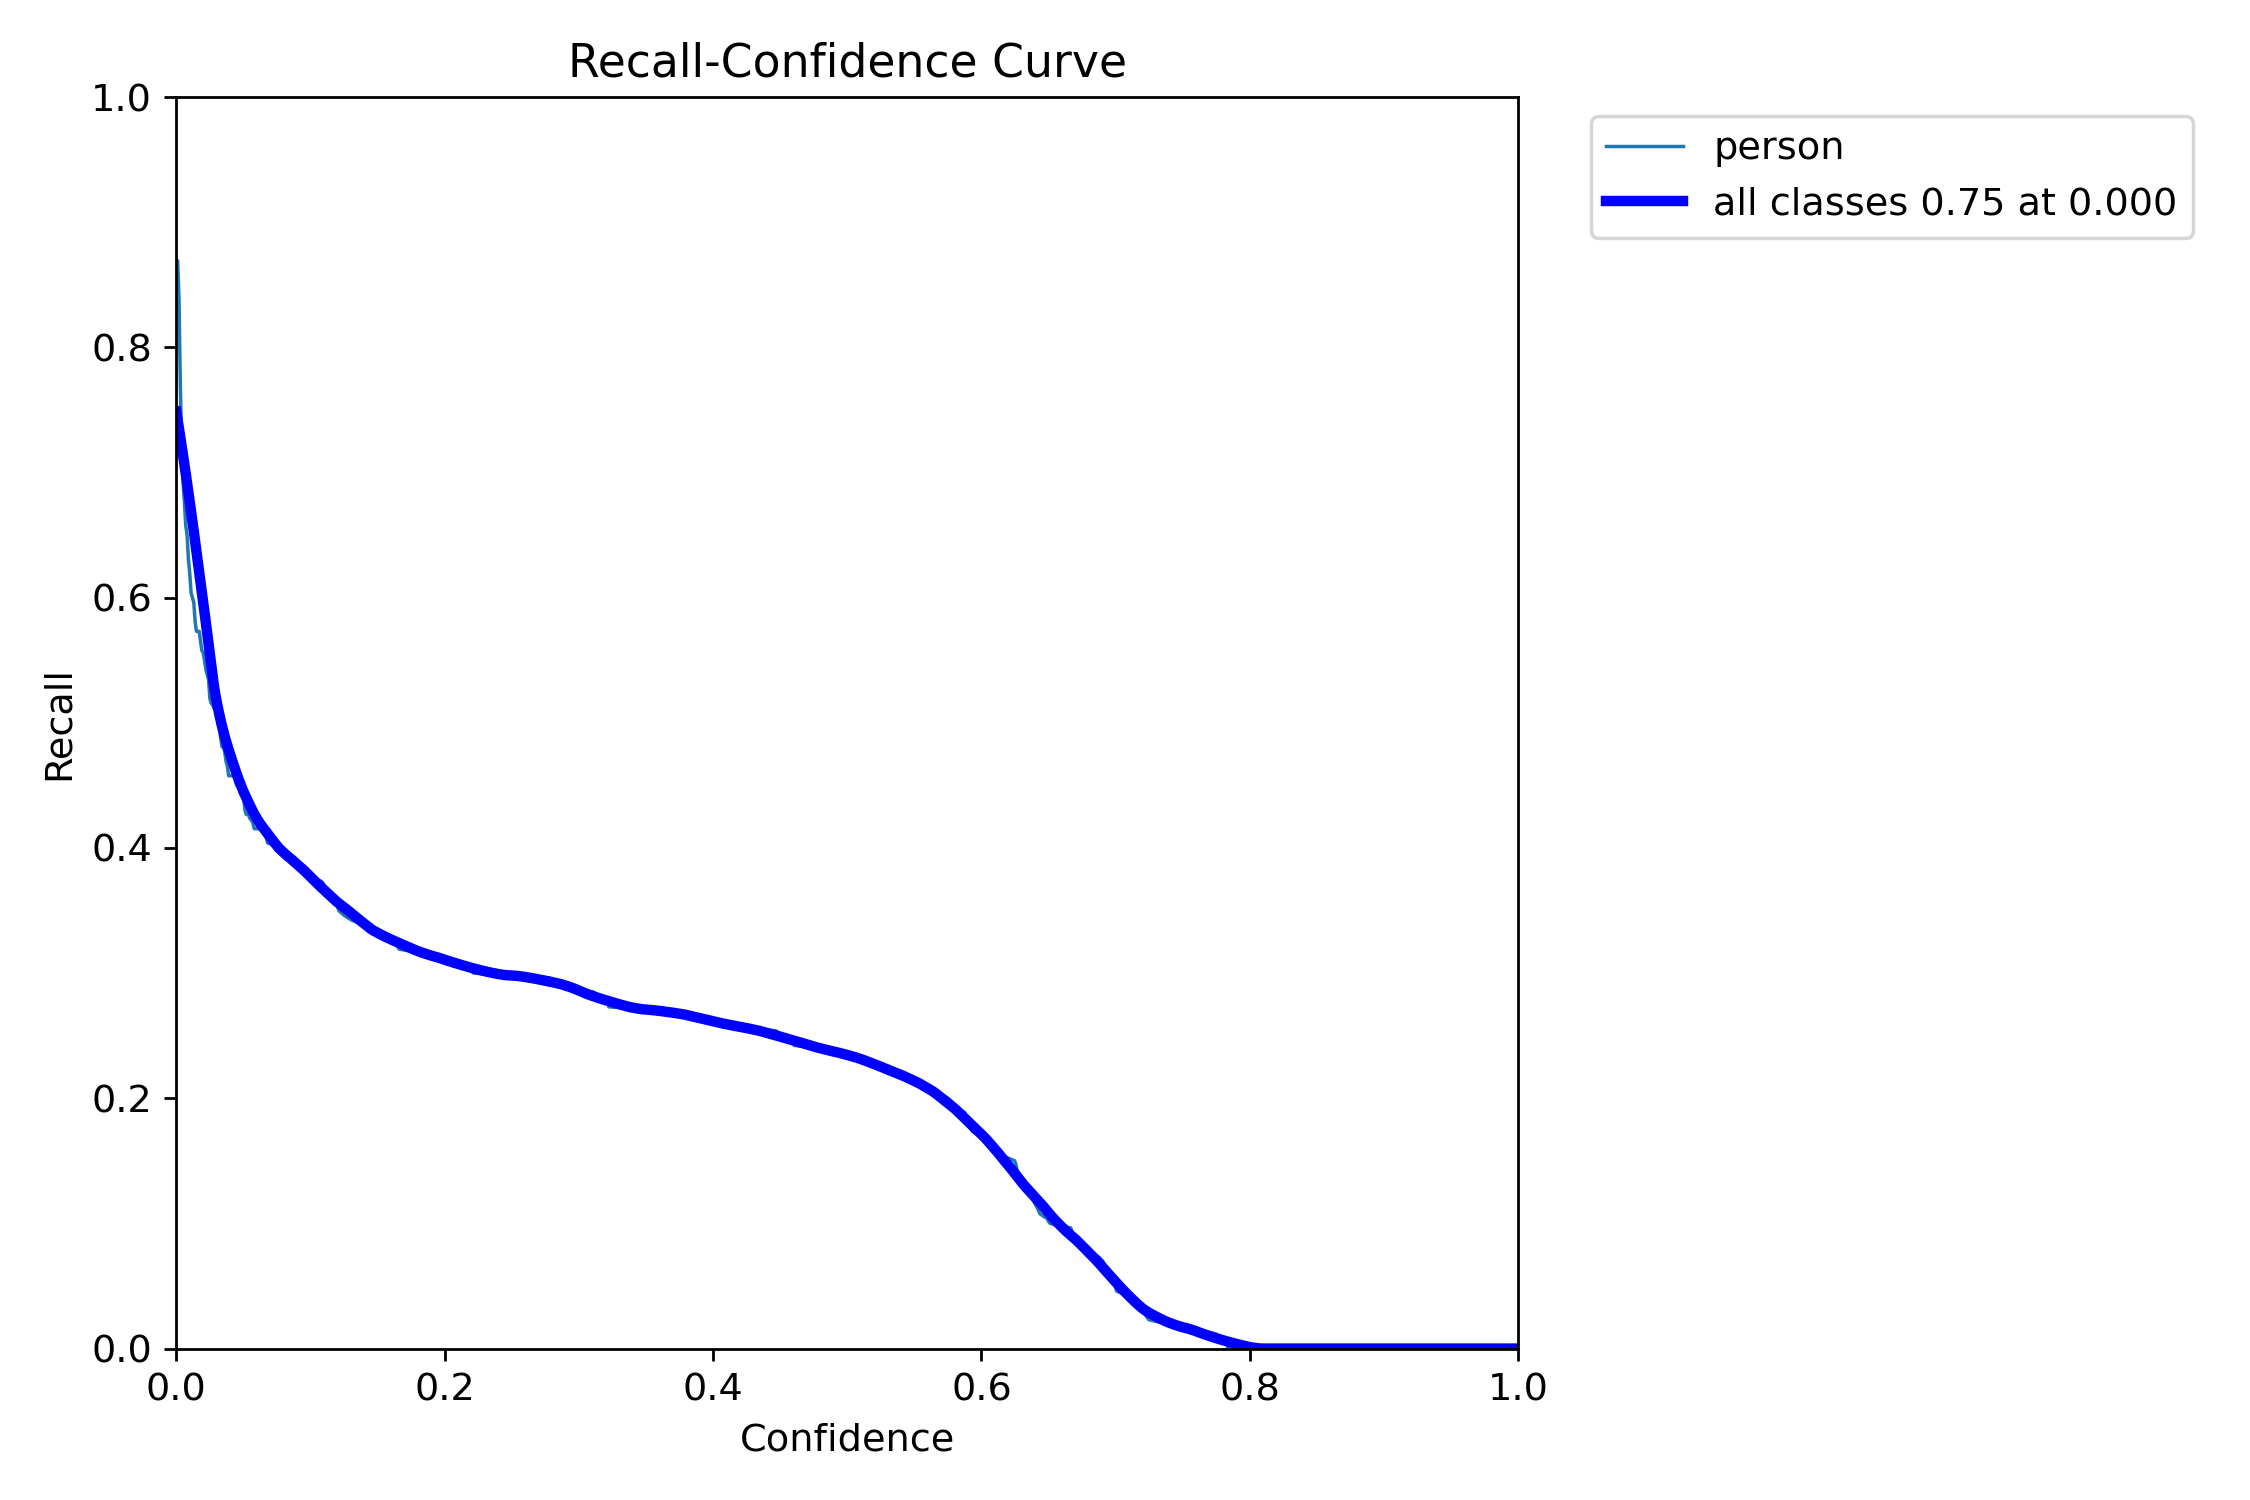 Recall-Confidence Curve
1.0
0.8
0.6
0.4
0.2
0.0
Recall
0.0 0.2 0.4 0.6 0.8 1.0
Confidence
person
all classes 0.75 at 0.000